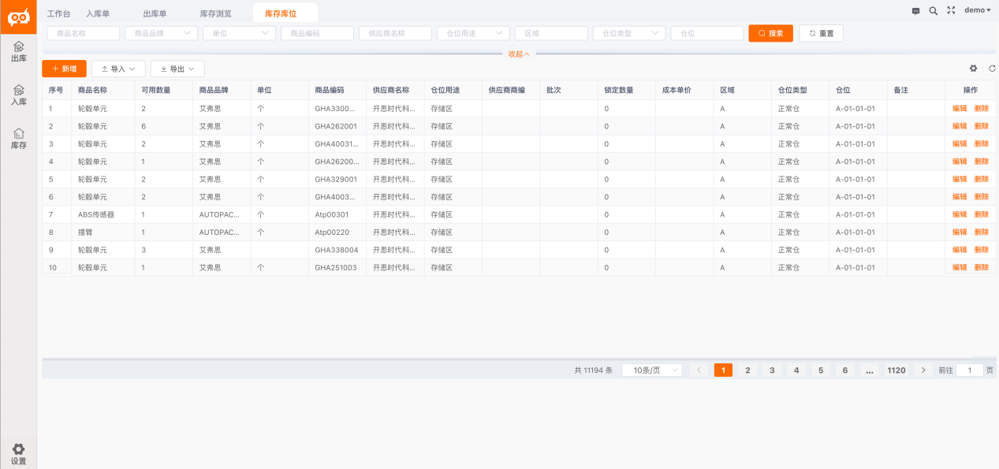 工作台 入库单 出库单 库存浏览 库存库位 demo
商品名称 商品品牌 单位 商品编码 供应商名称 仓位用途 区域 仓位类型 仓位 搜索 重置
收起
出库
入库
库存
设置
+ 新增 导入 导出
序号 商品名称 可用数量 商品品牌 单位 商品编码 供应商名称 仓位用途 供应商商编 批次 锁定数量 成本单价 区域 仓位类型 仓位 备注 操作
1 轮毂单元 2 艾弗思 个 GHA3300... 开思时代科... 存储区 0 A 正常仓 A-01-01-01 编辑 删除
2 轮毂单元 6 艾弗思 个 GHA262001 开思时代科... 存储区 0 A 正常仓 A-01-01-01 编辑 删除
3 轮毂单元 2 艾弗思 个 GHA40031... 开思时代科... 存储区 0 A 正常仓 A-01-01-01 编辑 删除
4 轮毂单元 1 艾弗思 个 GHA26200... 开思时代科... 存储区 0 A 正常仓 A-01-01-01 编辑 删除
5 轮毂单元 2 艾弗思 个 GHA329001 开思时代科... 存储区 0 A 正常仓 A-01-01-01 编辑 删除
6 轮毂单元 2 艾弗思 个 GHA4003... 开思时代科... 存储区 0 A 正常仓 A-01-01-01 编辑 删除
7 ABS传感器 1 AUTOPAC... 个 Atp00301 开思时代科... 存储区 0 A 正常仓 A-01-01-01 编辑 删除
8 摆臂 1 AUTOPAC... 个 Atp00220 开思时代科... 存储区 0 A 正常仓 A-01-01-01 编辑 删除
9 轮毂单元 3 艾弗思 GHA338004 开思时代科... 存储区 0 A 正常仓 A-01-01-01 编辑 删除
10 轮毂单元 1 艾弗思 个 GHA251003 开思时代科... 存储区 0 A 正常仓 A-01-01-01 编辑 删除
共 11194 条 10条/页 1 2 3 4 5 6 ... 1120 前往 1 页